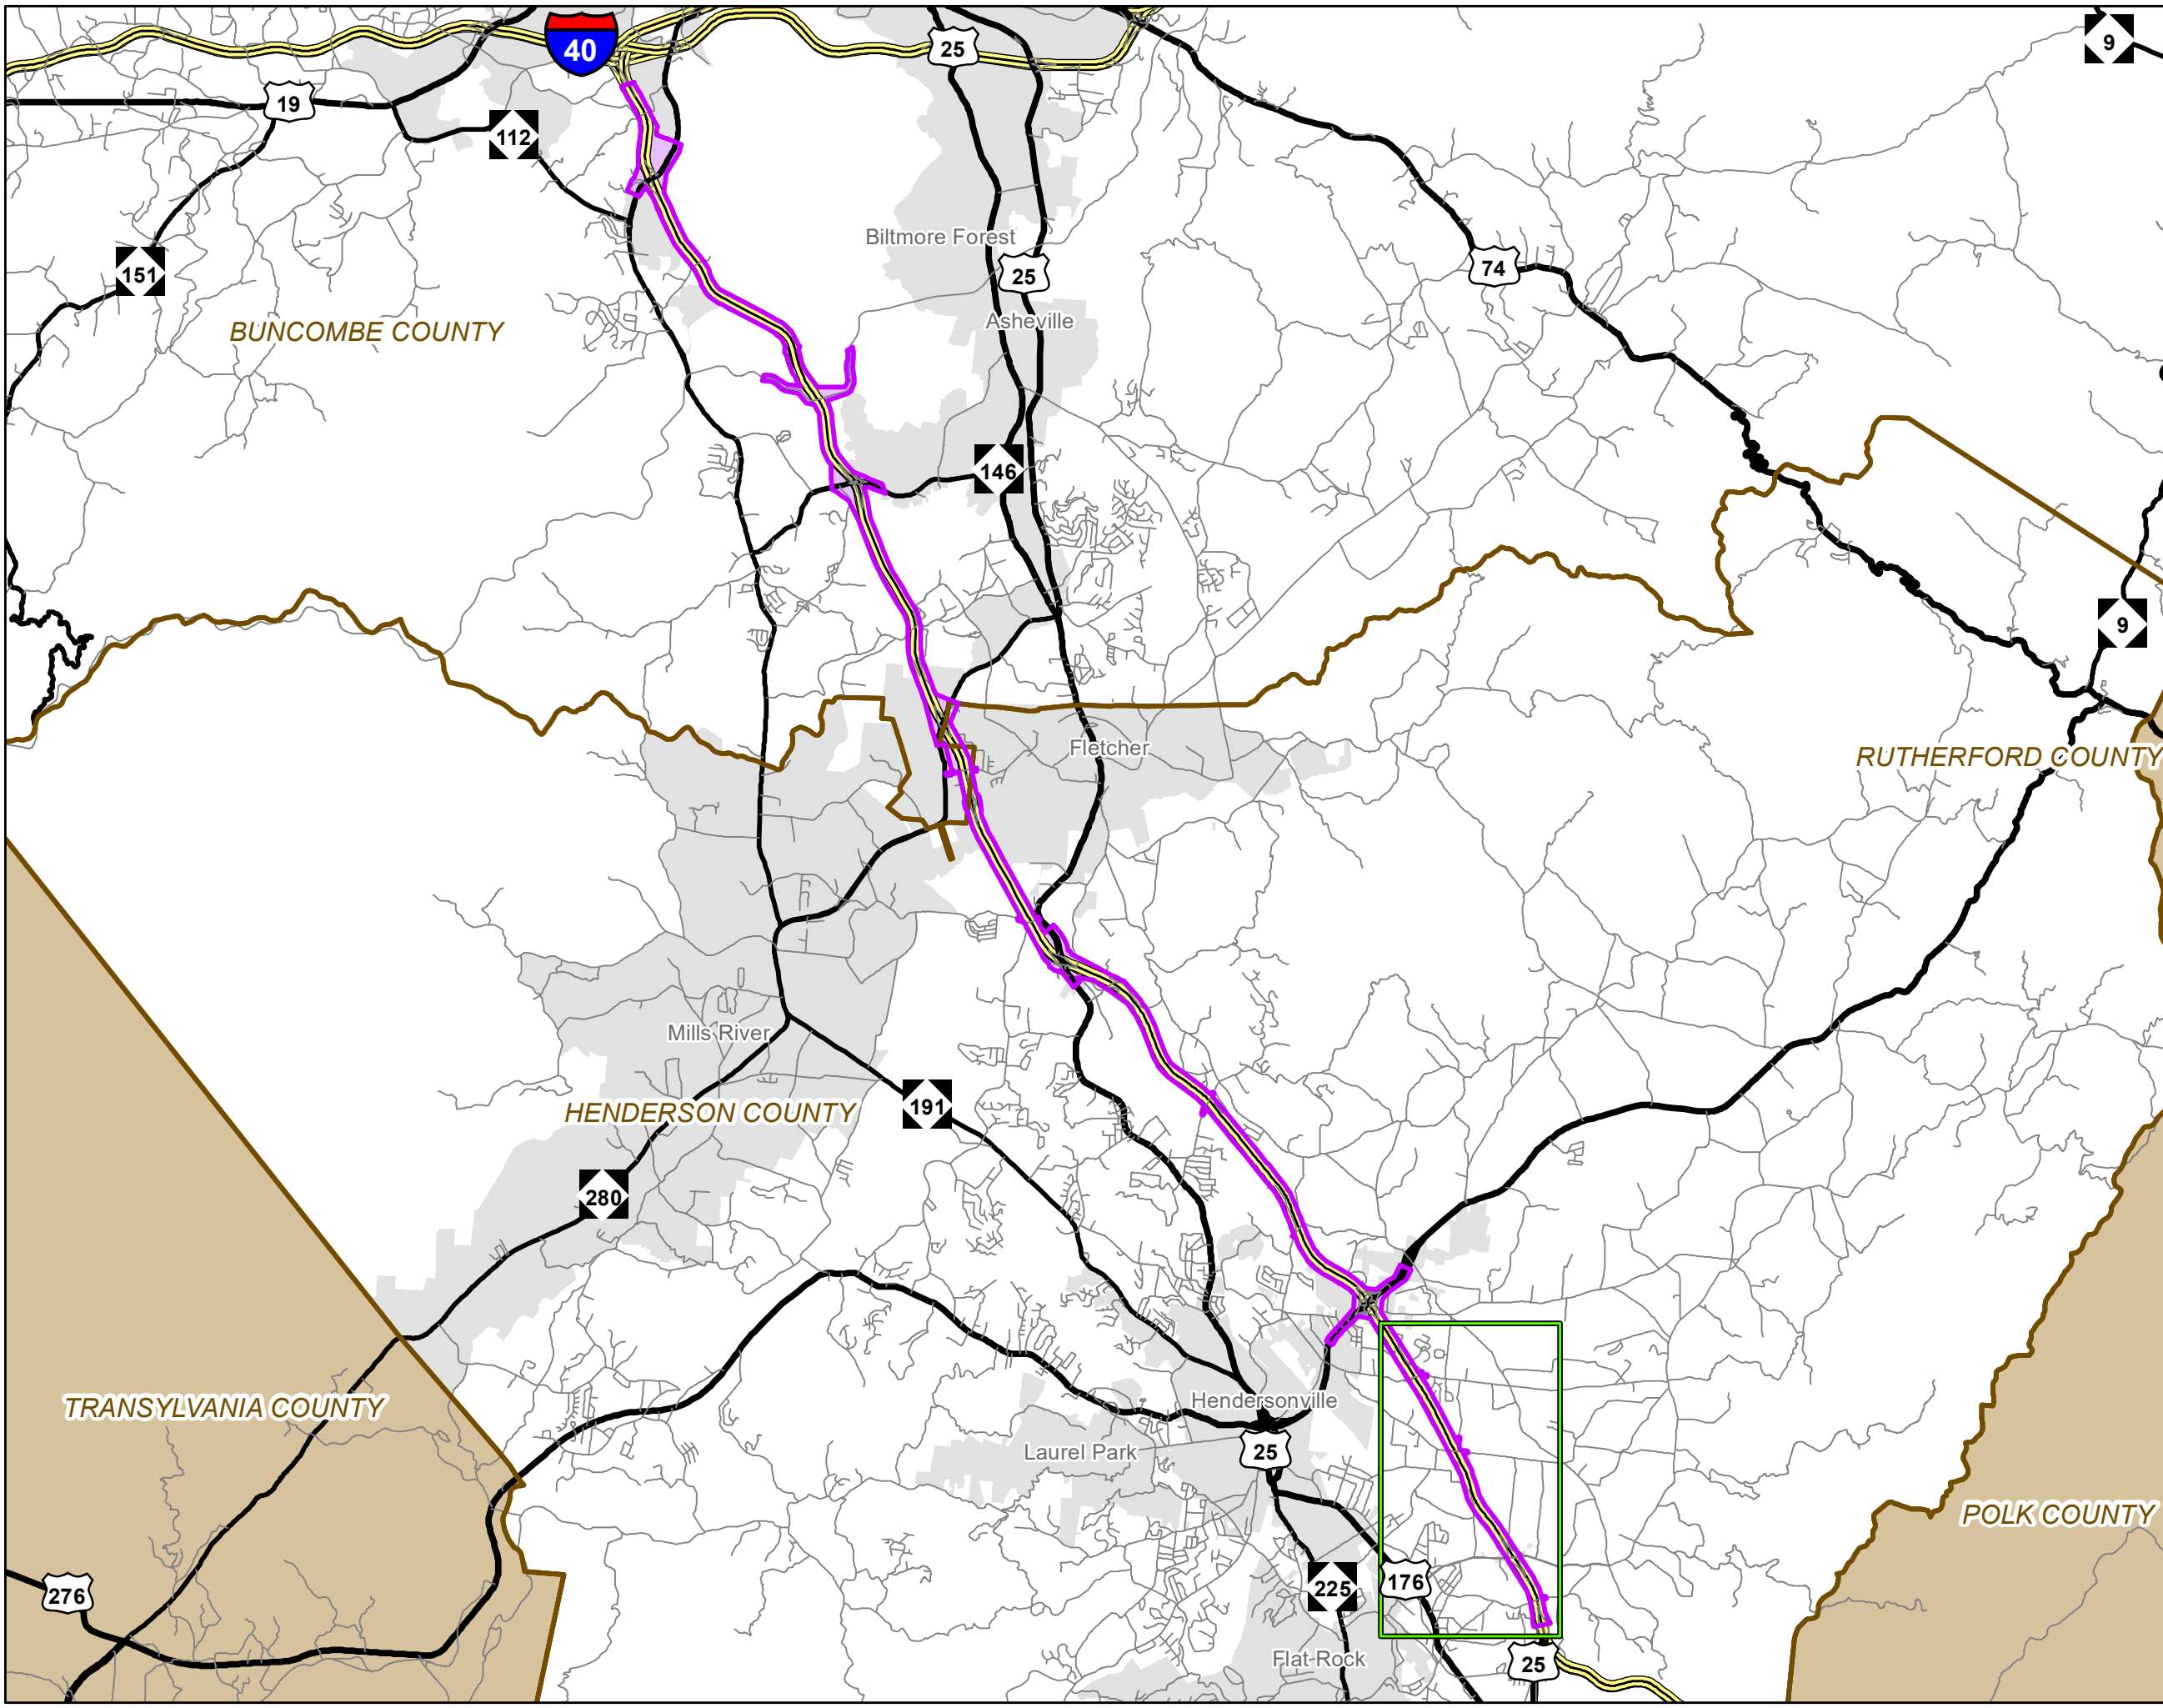 40
25
9
19
112
Biltmore Forest
151
25
74
BUNCOMBE COUNTY
Asheville
146
9
Fletcher
RUTHERFORD COUNTY
Mills River
HENDERSON COUNTY
191
280
TRANSYLVANIA COUNTY
Hendersonville
25
Laurel Park
POLK COUNTY
276
225
176
Flat Rock
25